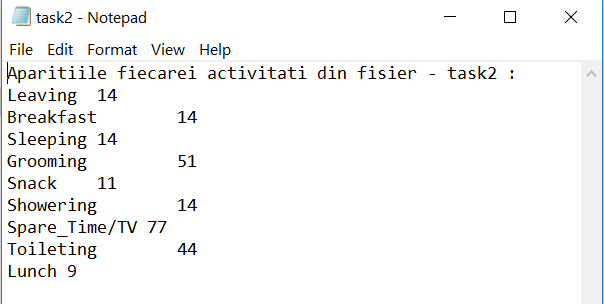 task2 - Notepad
File Edit Format View Help
Aparitiile fiecarei activitati din fisier - task2 :
Leaving 14
Breakfast 14
Sleeping 14
Grooming 51
Snack 11
Showering 14
Spare_Time/TV 77
Toileting 44
Lunch 9